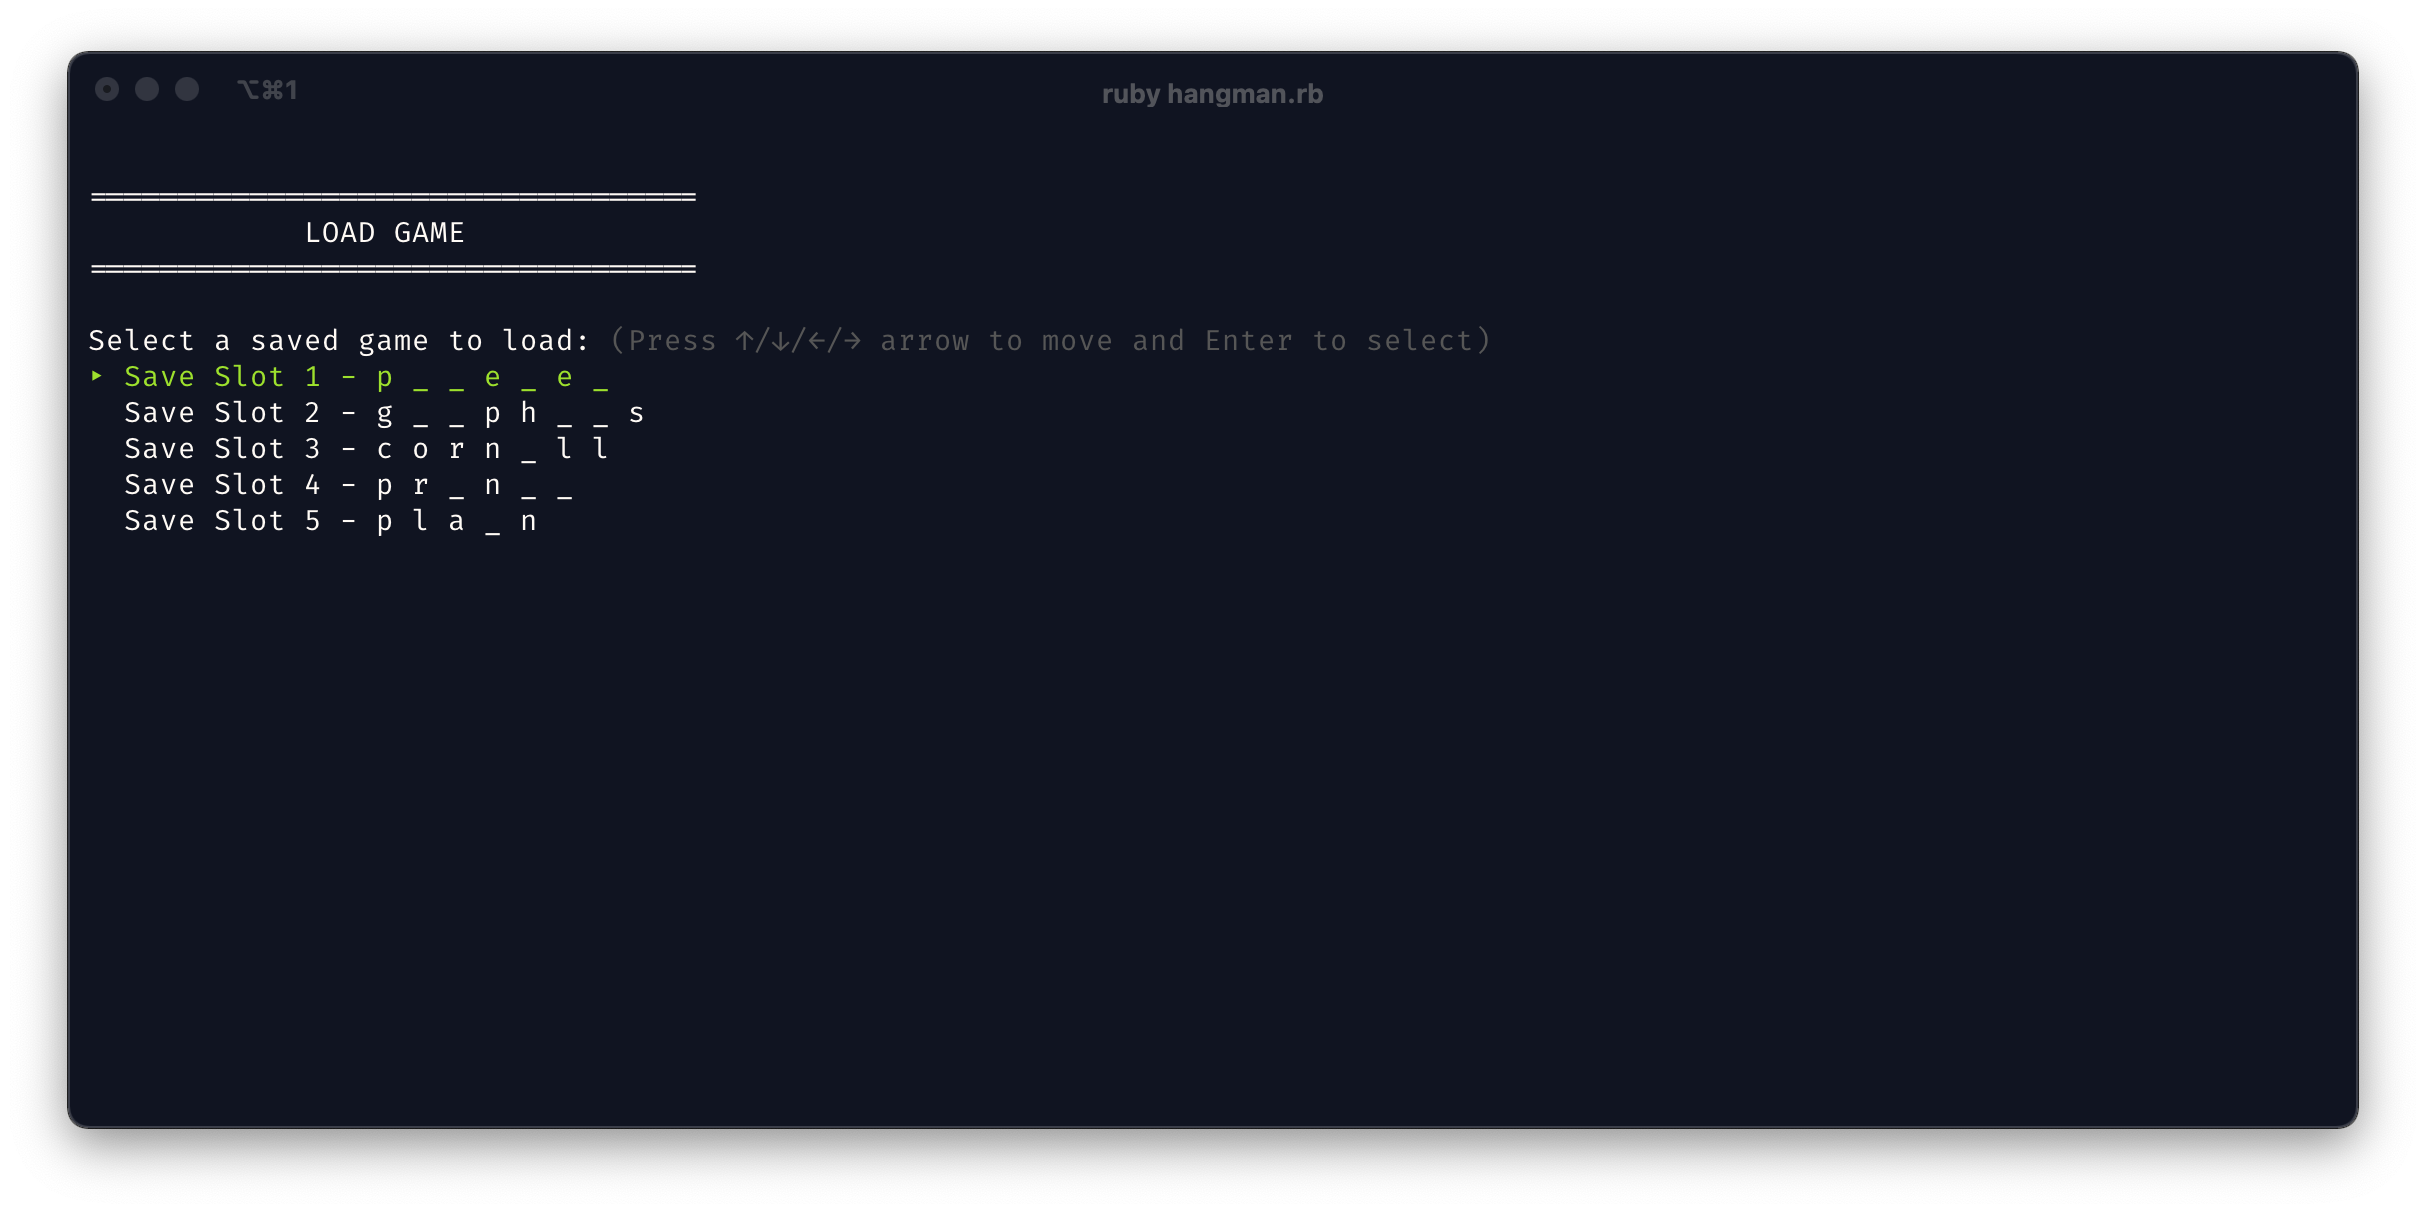 ⌥⌘1
ruby hangman.rb
==================================
LOAD GAME
==================================
Select a saved game to load: (Press ↑/↓/←/→ arrow to move and Enter to select)
‣ Save Slot 1 - p _ _ e _ e _
Save Slot 2 - g _ _ p h _ _ s
Save Slot 3 - c o r n _ l l
Save Slot 4 - p r _ n _ _
Save Slot 5 - p l a _ n